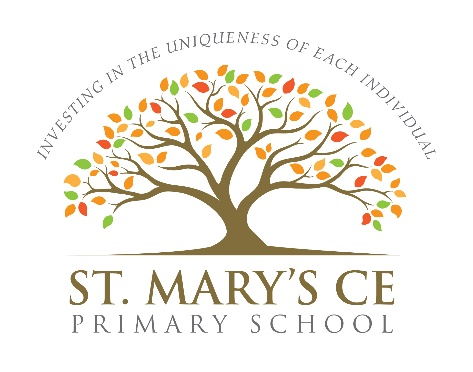 INVESTING IN THE UNIQUENESS OF EACH INDIVIDUAL
ST. MARY'S CE
PRIMARY SCHOOL